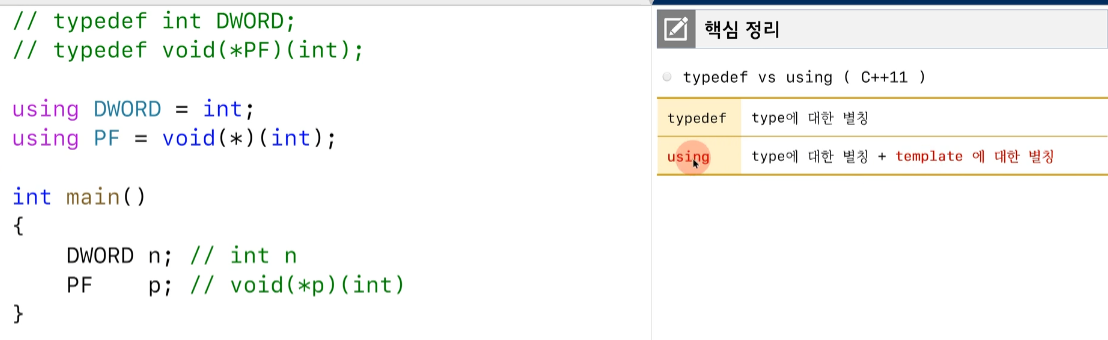 // typedef int DWORD;
// typedef void(*PF)(int);
using DWORD = int;
using PF = void(*)(int);
int main()
{
    DWORD n; // int n
    PF    p; // void(*p)(int)
}
핵심 정리
typedef vs using ( C++11 )
typedef type에 대한 별칭
using type에 대한 별칭 + template 에 대한 별칭